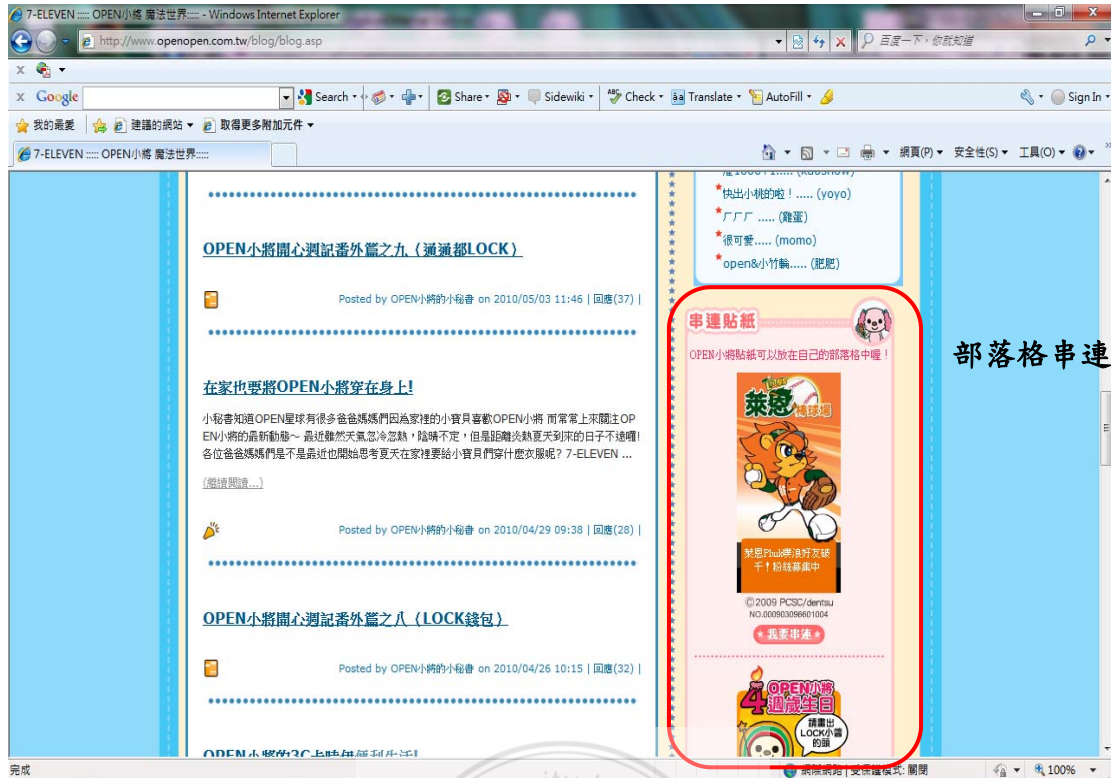 7-ELEVEN ::::: OPEN小將 魔法世界::::: - Windows Internet Explorer
http://www.openopen.com.tw/blog/blog.asp
百度一下，你就知道
x
x Google
Search
Share
Sidewiki
Check
Translate
AutoFill
Sign In
我的最愛
建議的網站
取得更多附加元件
7-ELEVEN ::::: OPEN小將 魔法世界:::::
網頁(P)
安全性(S)
工具(O)
快出小桃的啦！..... (yoyo)
ㄏㄏㄏ ..... (雞蛋)
很可愛..... (momo)
open&小竹輪..... (肥肥)
OPEN小將開心週記番外篇之九（通通都LOCK）
Posted by OPEN小將的小秘書 on 2010/05/03 11:46 | 回應(37) |
在家也要將OPEN小將穿在身上!
小秘書知道OPEN星球有很多爸爸媽媽們因為家裡的小寶貝喜歡OPEN小將 而常常上來關注OP
EN小將的最新動態～ 最近雖然天氣忽冷忽熱，陰晴不定，但是距離炎熱夏天到來的日子不遠囉!
各位爸爸媽媽們是不是最近也開始思考夏天在家裡要給小寶貝們穿什麼衣服呢? 7-ELEVEN ...
(繼續閱讀...)
Posted by OPEN小將的小秘書 on 2010/04/29 09:38 | 回應(28) |
OPEN小將開心週記番外篇之八（LOCK錢包）
Posted by OPEN小將的小秘書 on 2010/04/26 10:15 | 回應(32) |
串連貼紙
OPEN小將貼紙可以放在自己的部落格中喔！
萊恩棒球場
萊恩Plurk噗浪好友破
千！粉絲募集中
© 2009 PCSC/dentsu
NO.000903096601004
我要串連
OPEN小將
4週歲生日
請畫出
LOCK小醬
的頭
部落格串連
完成
網際網路 | 受保護模式: 關閉
100%